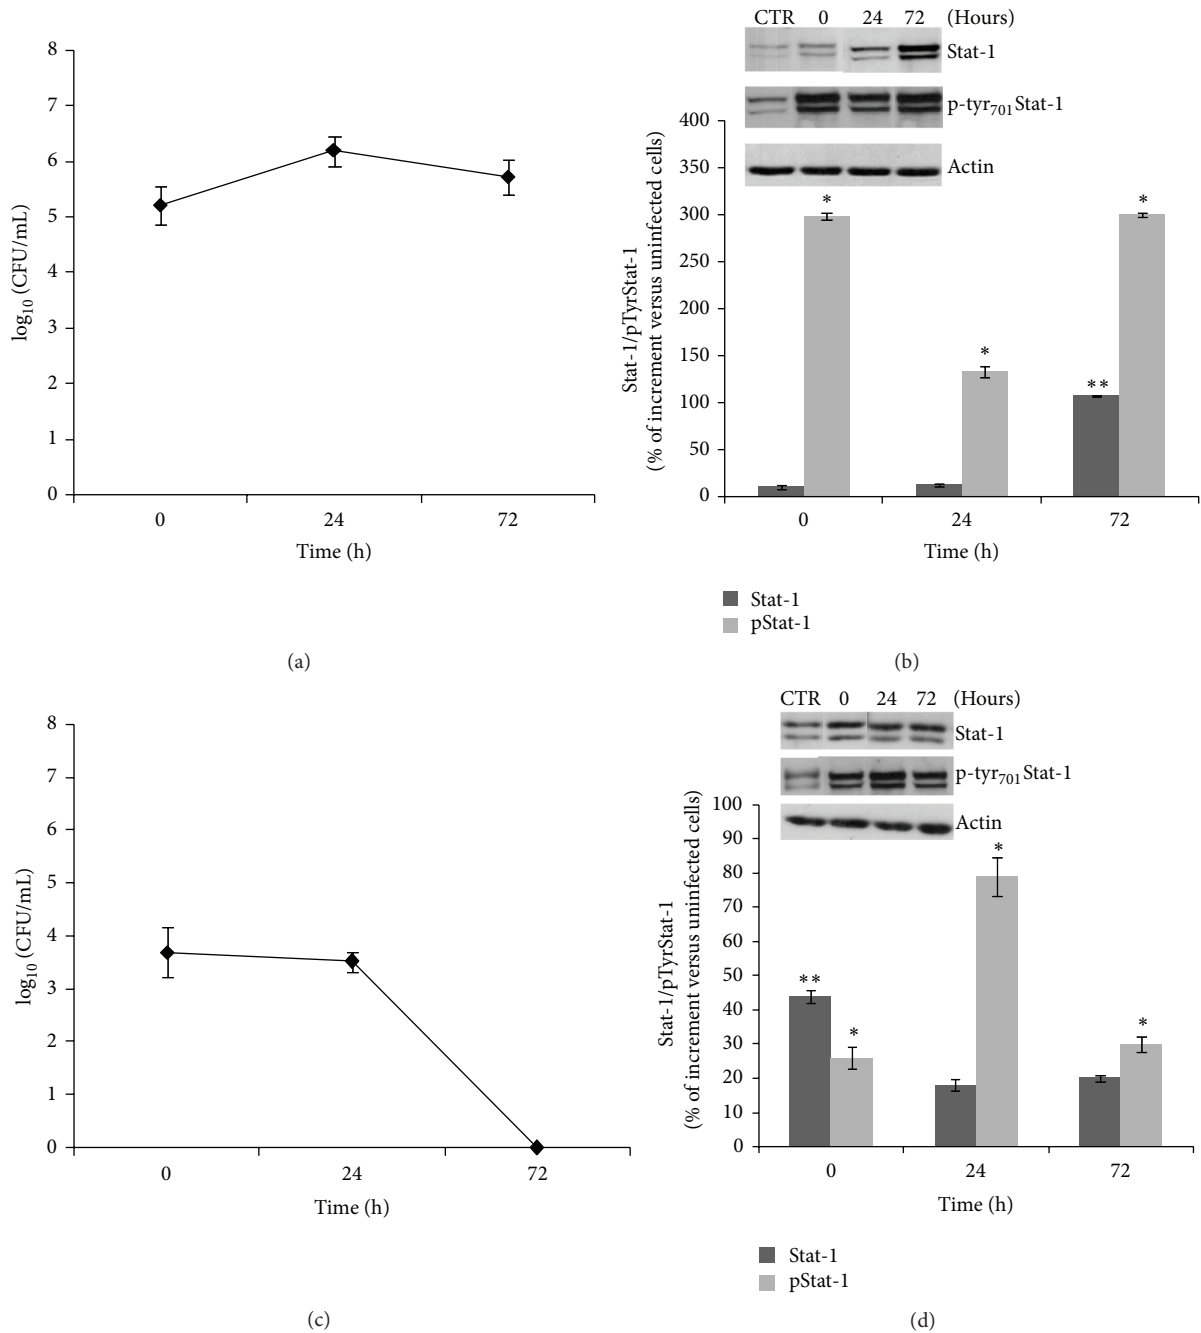 8
7
6
5
4
3
2
1
0
log₁₀ (CFU/mL)
0 24 72
Time (h)
(a)
CTR 0 24 72 (Hours)
Stat-1
p-tyr₇₀₁Stat-1
Actin
400
350
300
250
200
150
100
50
0
Stat-1/pTyrStat-1
(% of increment versus uninfected cells)
*
*
**
*
0 24 72
Time (h)
Stat-1
pStat-1
(b)
8
7
6
5
4
3
2
1
0
log₁₀ (CFU/mL)
0 24 72
Time (h)
(c)
CTR 0 24 72 (Hours)
Stat-1
p-tyr₇₀₁Stat-1
Actin
100
90
80
70
60
50
40
30
20
10
0
Stat-1/pTyrStat-1
(% of increment versus uninfected cells)
**
*
*
*
0 24 72
Time (h)
Stat-1
pStat-1
(d)